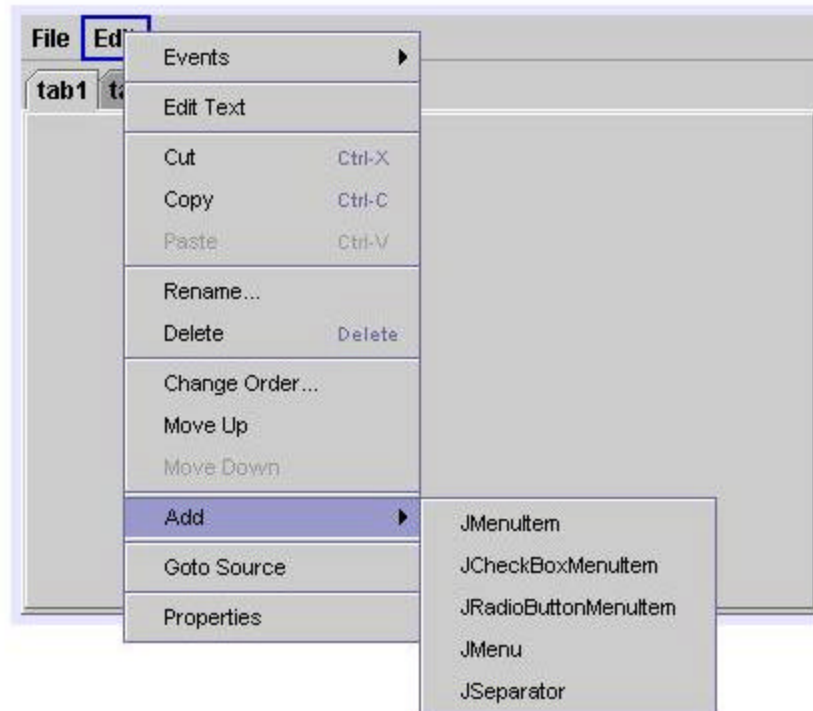 File Edit
Events
tab1
Edit Text
Cut Ctrl-X
Copy Ctrl-C
Paste Ctrl-V
Rename...
Delete Delete
Change Order...
Move Up
Move Down
Add
JMenuItem
Goto Source
JCheckBoxMenuItem
JRadioButtonMenuItem
Properties
JMenu
JSeparator